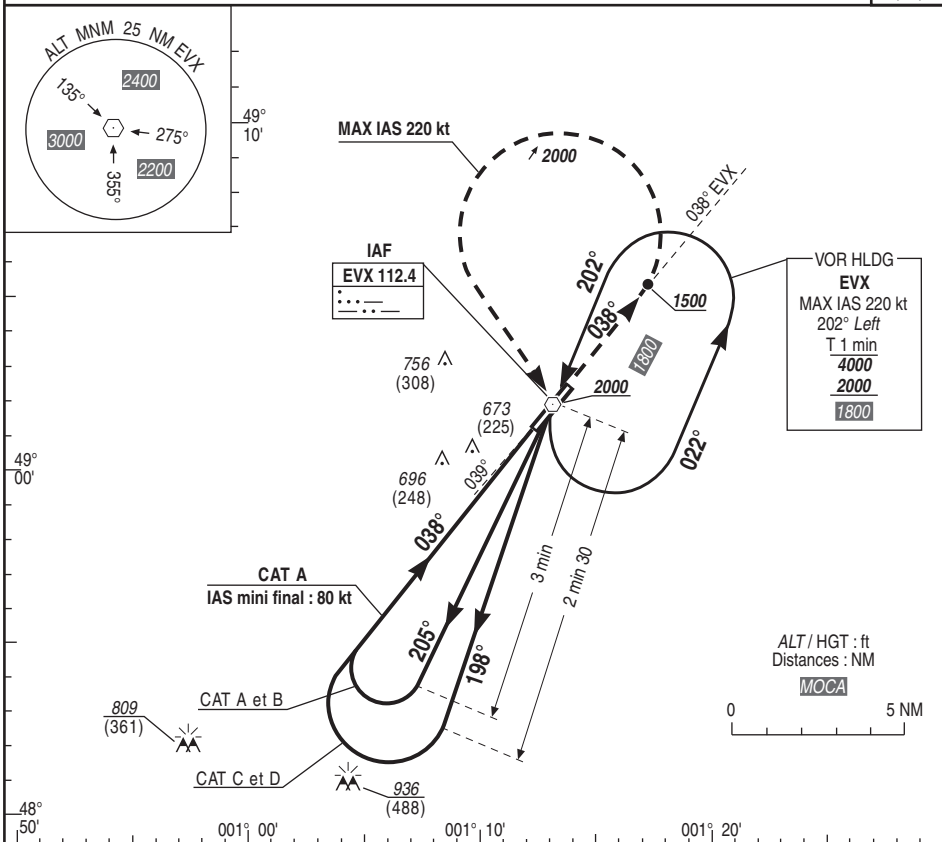 ALT MNM 25 NM EVX
2400
135°
3000
275°
2200
355°
49°
10'
MAX IAS 220 kt
2000
038° EVX
IAF
EVX 112.4
202°
038°
1500
VOR HLDG
EVX
MAX IAS 220 kt
202° Left
T 1 min
4000
2000
1800
1800
756
(308)
2000
673
(225)
022°
49°
00'
696
(248)
039°
038°
3 min
2 min 30
CAT A
IAS mini final : 80 kt
205°
198°
ALT / HGT : ft
Distances : NM
MOCA
0 5 NM
CAT A et B
809
(361)
CAT C et D
936
(488)
48°
50'
001° 00'
001° 10'
001° 20'